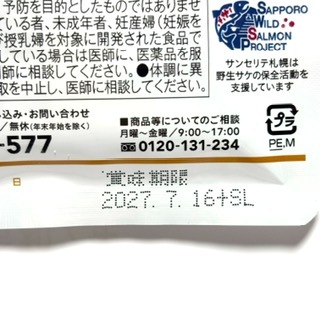 予防を目的としたものではありませ
ている者、未成年者、妊産婦(妊娠を
び授乳婦を対象に開発された食品で
している場合は医師に、医薬品を服
師に相談してください。●体調に異
取を中止し、医師に相談してください。
SAPPORO
WILD
SALMON
PROJECT
サンセリテ札幌は
野生サケの保全活動を
支援しています
込み・お問い合わせ
/無休(年末年始を除く)
-577
■商品等についてのご相談
月曜~金曜/9:00~17:00
0120-131-234
プラ
PE,M
日
賞味期限
2027.7.16+SL